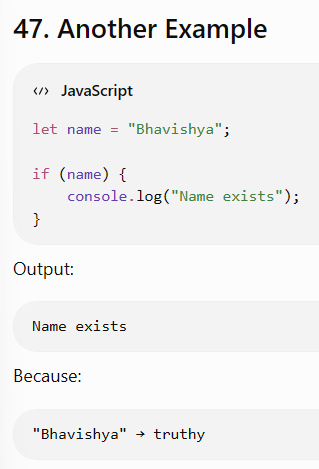 47. Another Example
</> JavaScript
let name = "Bhavishya";
if (name) {
    console.log("Name exists");
}
Output:
Name exists
Because:
"Bhavishya" → truthy